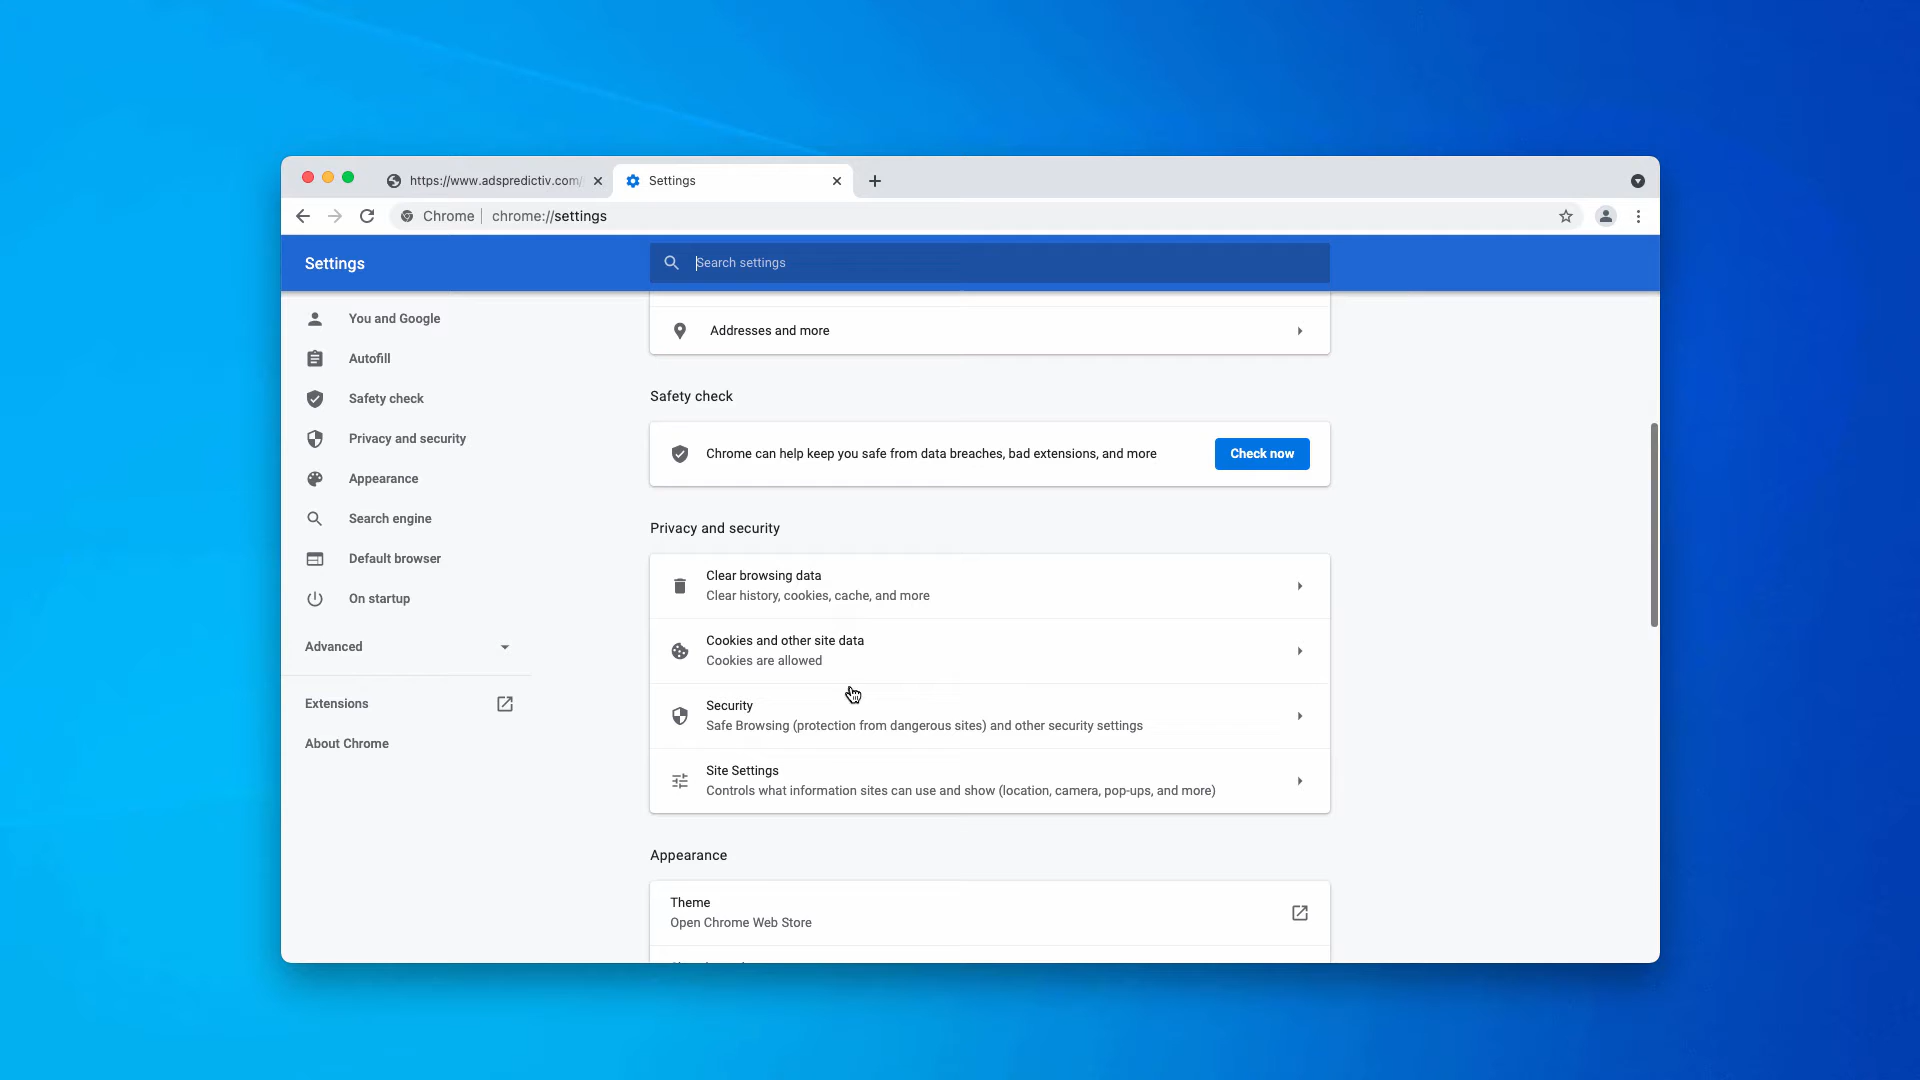 https://www.adspredictiv.com/
Settings
Chrome
chrome://settings
Settings
Search settings
You and Google
Autofill
Safety check
Privacy and security
Appearance
Search engine
Default browser
On startup
Advanced
Extensions
About Chrome
Addresses and more
Safety check
Chrome can help keep you safe from data breaches, bad extensions, and more
Check now
Privacy and security
Clear browsing data
Clear history, cookies, cache, and more
Cookies and other site data
Cookies are allowed
Security
Safe Browsing (protection from dangerous sites) and other security settings
Site Settings
Controls what information sites can use and show (location, camera, pop-ups, and more)
Appearance
Theme
Open Chrome Web Store